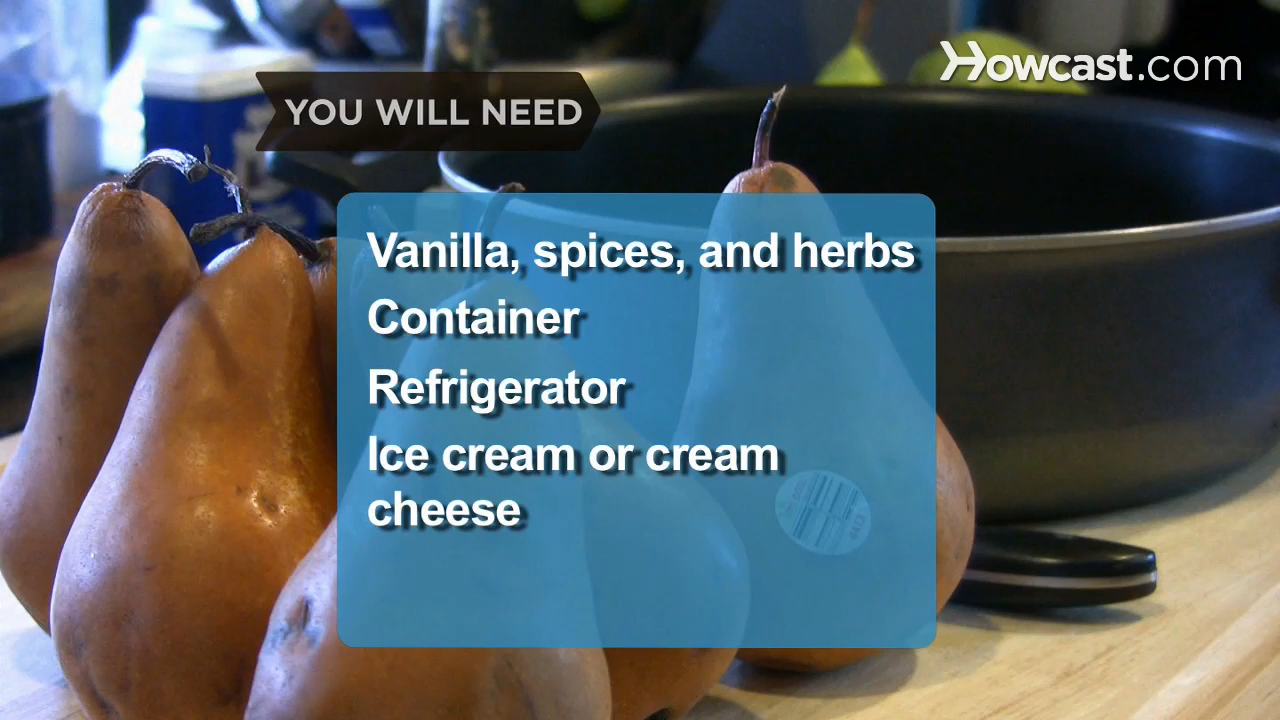 Howcast.com
YOU WILL NEED
Vanilla, spices, and herbs
Container
Refrigerator
Ice cream or cream
cheese